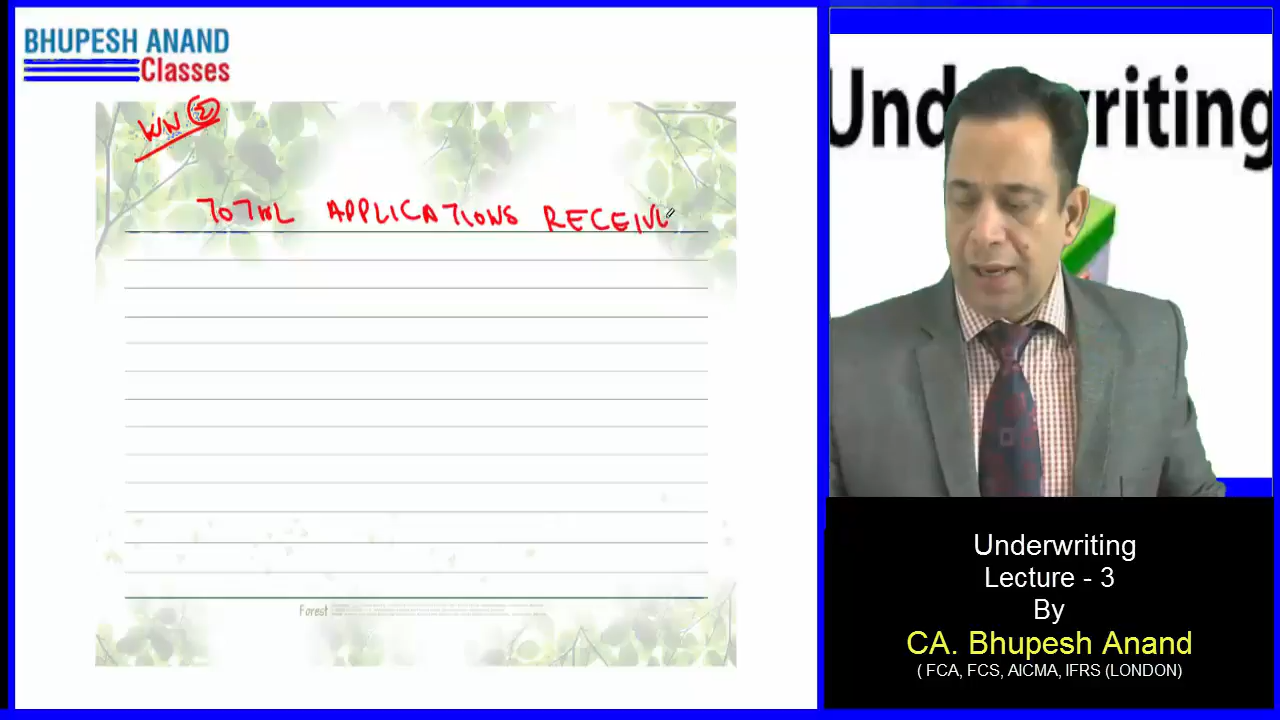 BHUPESH ANAND
Classes
WN 2
TOTAL APPLICATIONS RECEIV
Forest
Underwriting
Underwriting
Lecture - 3
By
CA. Bhupesh Anand
( FCA, FCS, AICMA, IFRS (LONDON)